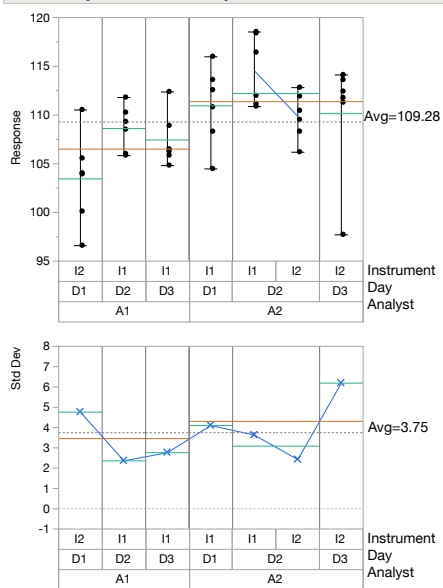 120
115
110
105
100
95
Response
Avg=109.28
I2 I1 I1 I1 I1 I2 I2 Instrument
D1 D2 D3 D1 D2 D3 Day
A1 A2 Analyst
8
7
6
5
4
3
2
1
0
-1
Std Dev
Avg=3.75
I2 I1 I1 I1 I1 I2 I2 Instrument
D1 D2 D3 D1 D2 D3 Day
A1 A2 Analyst